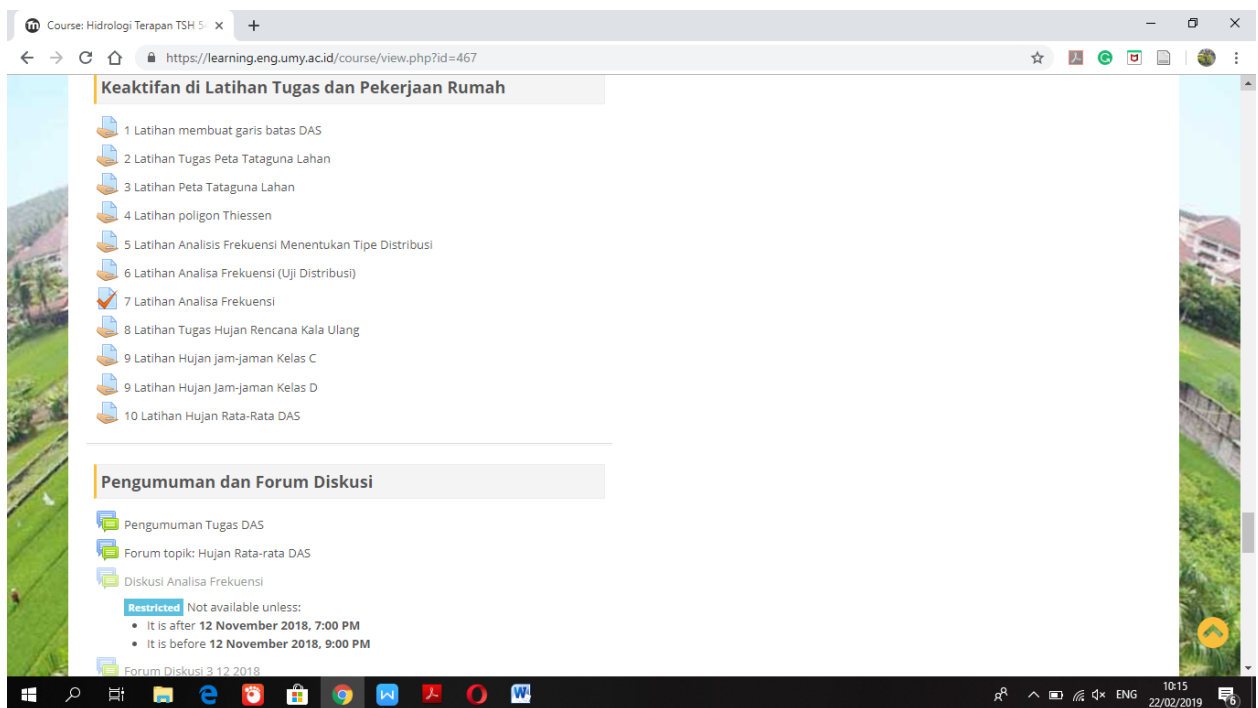 Course: Hidrologi Terapan TSH 5
https://learning.eng.umy.ac.id/course/view.php?id=467
Keaktifan di Latihan Tugas dan Pekerjaan Rumah
1 Latihan membuat garis batas DAS
2 Latihan Tugas Peta Tataguna Lahan
3 Latihan Peta Tataguna Lahan
4 Latihan poligon Thiessen
5 Latihan Analisis Frekuensi Menentukan Tipe Distribusi
6 Latihan Analisa Frekuensi (Uji Distribusi)
7 Latihan Analisa Frekuensi
8 Latihan Tugas Hujan Rencana Kala Ulang
9 Latihan Hujan jam-jaman Kelas C
9 Latihan Hujan Jam-jaman Kelas D
10 Latihan Hujan Rata-Rata DAS
Pengumuman dan Forum Diskusi
Pengumuman Tugas DAS
Forum topik: Hujan Rata-rata DAS
Diskusi Analisa Frekuensi
Restricted Not available unless:
• It is after 12 November 2018, 7:00 PM
• It is before 12 November 2018, 9:00 PM
Forum Diskusi 3 12 2018
ENG
10:15
22/02/2019
6